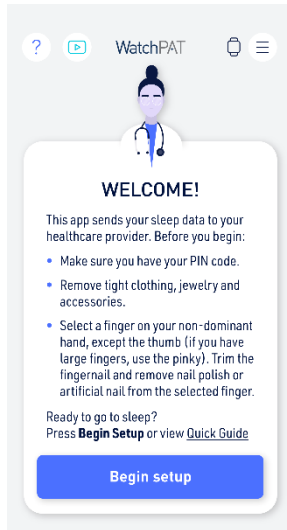 ?
WatchPAT
WELCOME!
This app sends your sleep data to your
healthcare provider. Before you begin:
• Make sure you have your PIN code.
• Remove tight clothing, jewelry and
accessories.
• Select a finger on your non-dominant
hand, except the thumb (if you have
large fingers, use the pinky). Trim the
fingernail and remove nail polish or
artificial nail from the selected finger.
Ready to go to sleep?
Press Begin Setup or view Quick Guide
Begin setup